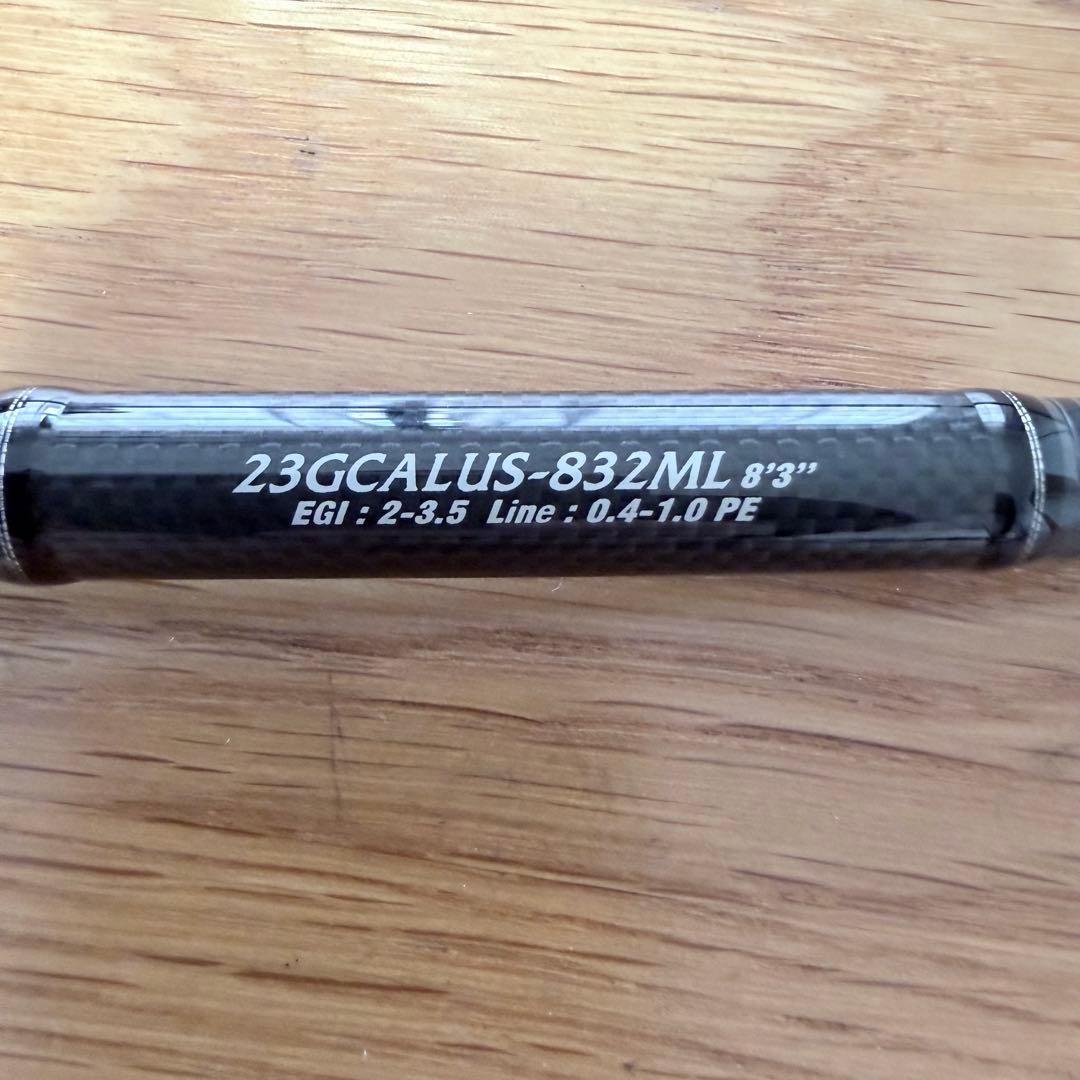 23GCALUS-832ML 8'3''
EGI : 2-3.5 Line : 0.4-1.0 PE